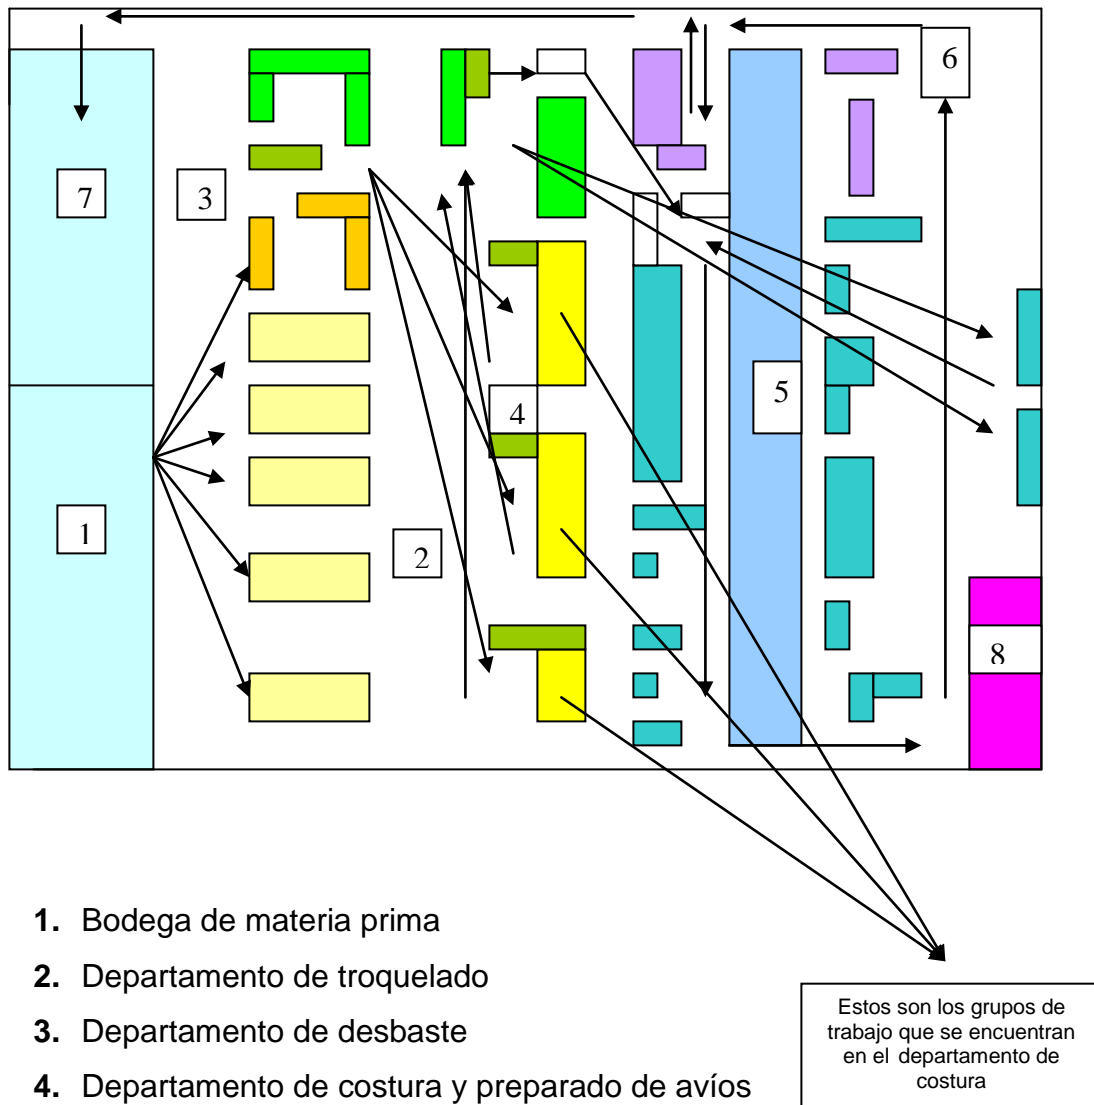 6
7
3
4
5
1
2
8
1. Bodega de materia prima
2. Departamento de troquelado
3. Departamento de desbaste
4. Departamento de costura y preparado de avíos
Estos son los grupos de
trabajo que se encuentran
en el departamento de
costura